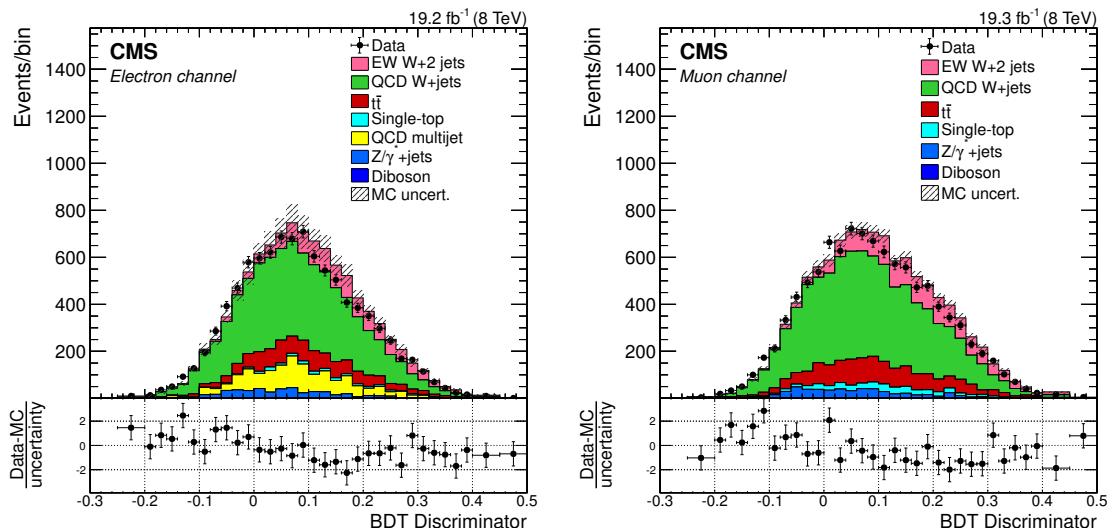 19.2 fb⁻¹ (8 TeV)
CMS
Electron channel
Data
EW W+2 jets
QCD W+jets
tt̄
Single-top
QCD multijet
Z/γ* +jets
Diboson
MC uncert.
Events/bin
1400
1200
1000
800
600
400
200
Data-MC
uncertainty
2
0
-2
-0.3 -0.2 -0.1 0 0.1 0.2 0.3 0.4 0.5
BDT Discriminator
19.3 fb⁻¹ (8 TeV)
CMS
Muon channel
Data
EW W+2 jets
QCD W+jets
tt̄
Single-top
Z/γ* +jets
Diboson
MC uncert.
Events/bin
1400
1200
1000
800
600
400
200
Data-MC
uncertainty
2
0
-2
-0.3 -0.2 -0.1 0 0.1 0.2 0.3 0.4 0.5
BDT Discriminator